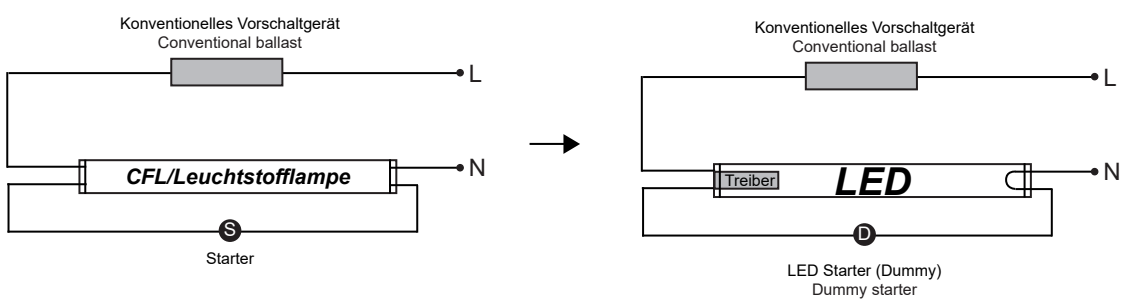 Konventionelles Vorschaltgerät
Conventional ballast
L
CFL/Leuchtstofflampe
N
S
Starter
Konventionelles Vorschaltgerät
Conventional ballast
L
Treiber
LED
N
D
LED Starter (Dummy)
Dummy starter